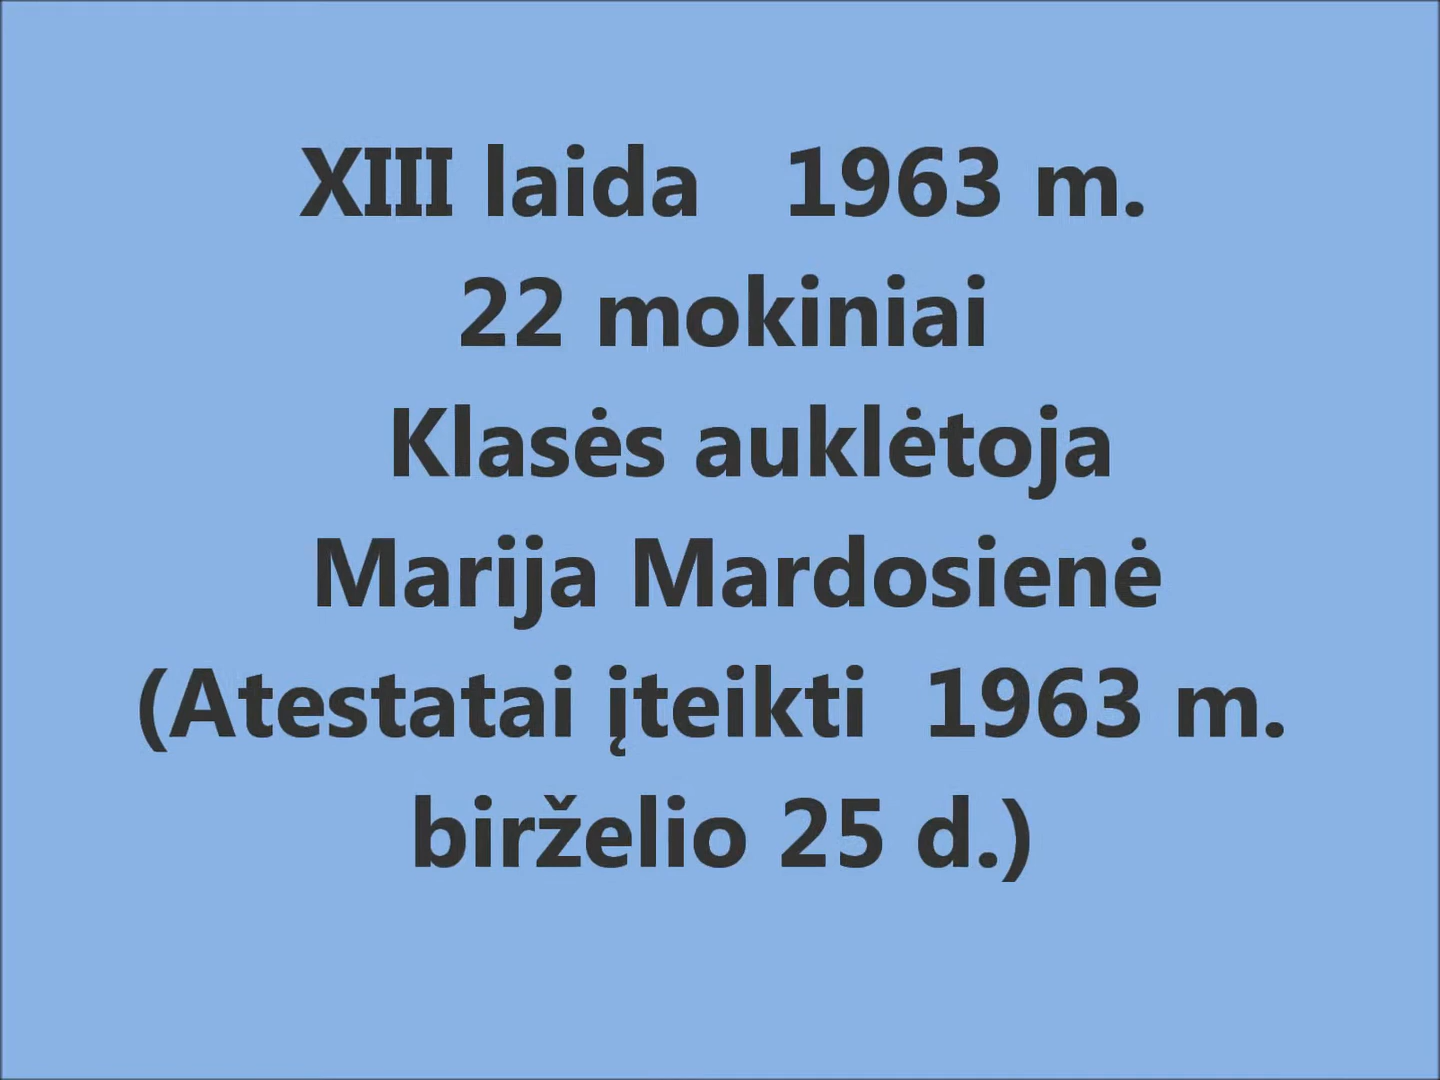 XIII laida 1963 m.
22 mokiniai
Klasės auklėtoja
Marija Mardosienė
(Atestatai įteikti 1963 m.
birželio 25 d.)